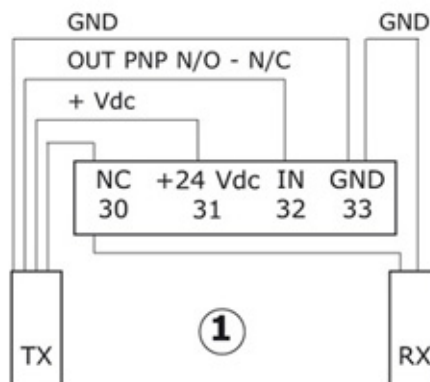 GND GND
OUT PNP N/O - N/C
+ Vdc
NC +24 Vdc IN GND
30 31 32 33
TX 1 RX